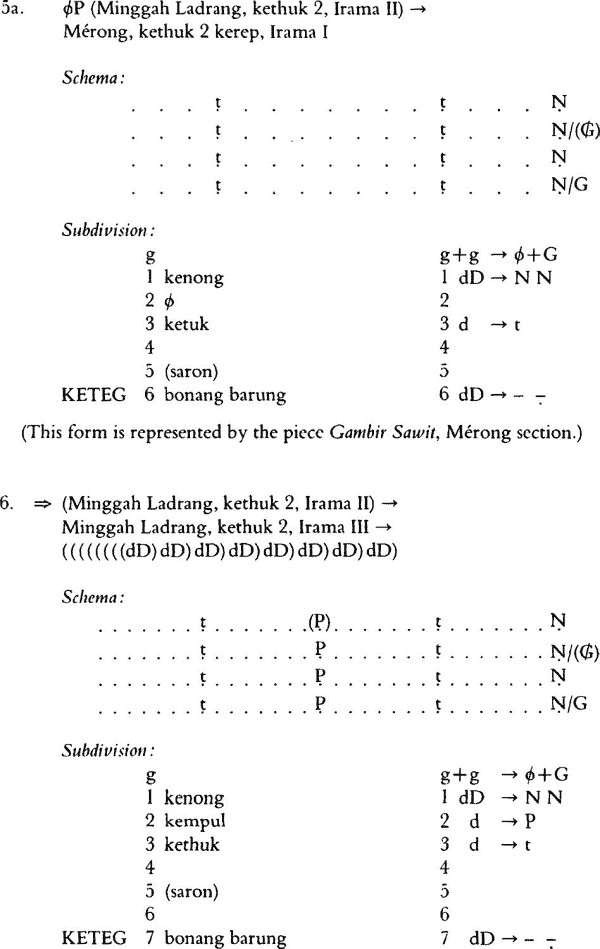 5a. ϕP (Minggah Ladrang, kethuk 2, Irama II) →
Mérong, kethuk 2 kerep, Irama I
Schema:
. . . ṭ . . . . . . . ṭ . . . Ṇ
. . . ṭ . . . . . . . ṭ . . . Ṇ/(G̸)
. . . ṭ . . . . . . . ṭ . . . Ṇ
. . . ṭ . . . . . . . ṭ . . . Ṇ/G
Subdivision:
g g+g → ϕ+G
1 kenong 1 dD → N N
2 ϕ 2
3 ketuk 3 d → t
4 4
5 (saron) 5
KETEG 6 bonang barung 6 dD → – –̣
(This form is represented by the piece Gambir Sawit, Mérong section.)
6. ⇒ (Minggah Ladrang, kethuk 2, Irama II) →
Minggah Ladrang, kethuk 2, Irama III →
((((((((dD) dD) dD) dD) dD) dD) dD) dD)
Schema:
. . . . . . . ṭ . . . . . . . (P̣) . . . . . . . ṭ . . . . . . . Ṇ
. . . . . . . ṭ . . . . . . . P̣ . . . . . . . ṭ . . . . . . . Ṇ/(G̸)
. . . . . . . ṭ . . . . . . . P̣ . . . . . . . ṭ . . . . . . . Ṇ
. . . . . . . ṭ . . . . . . . P̣ . . . . . . . ṭ . . . . . . . Ṇ/G
Subdivision:
g g+g → ϕ+G
1 kenong 1 dD → N N
2 kempul 2 d → P
3 kethuk 3 d → t
4 4
5 (saron) 5
6 6
KETEG 7 bonang barung 7 dD → – –̣